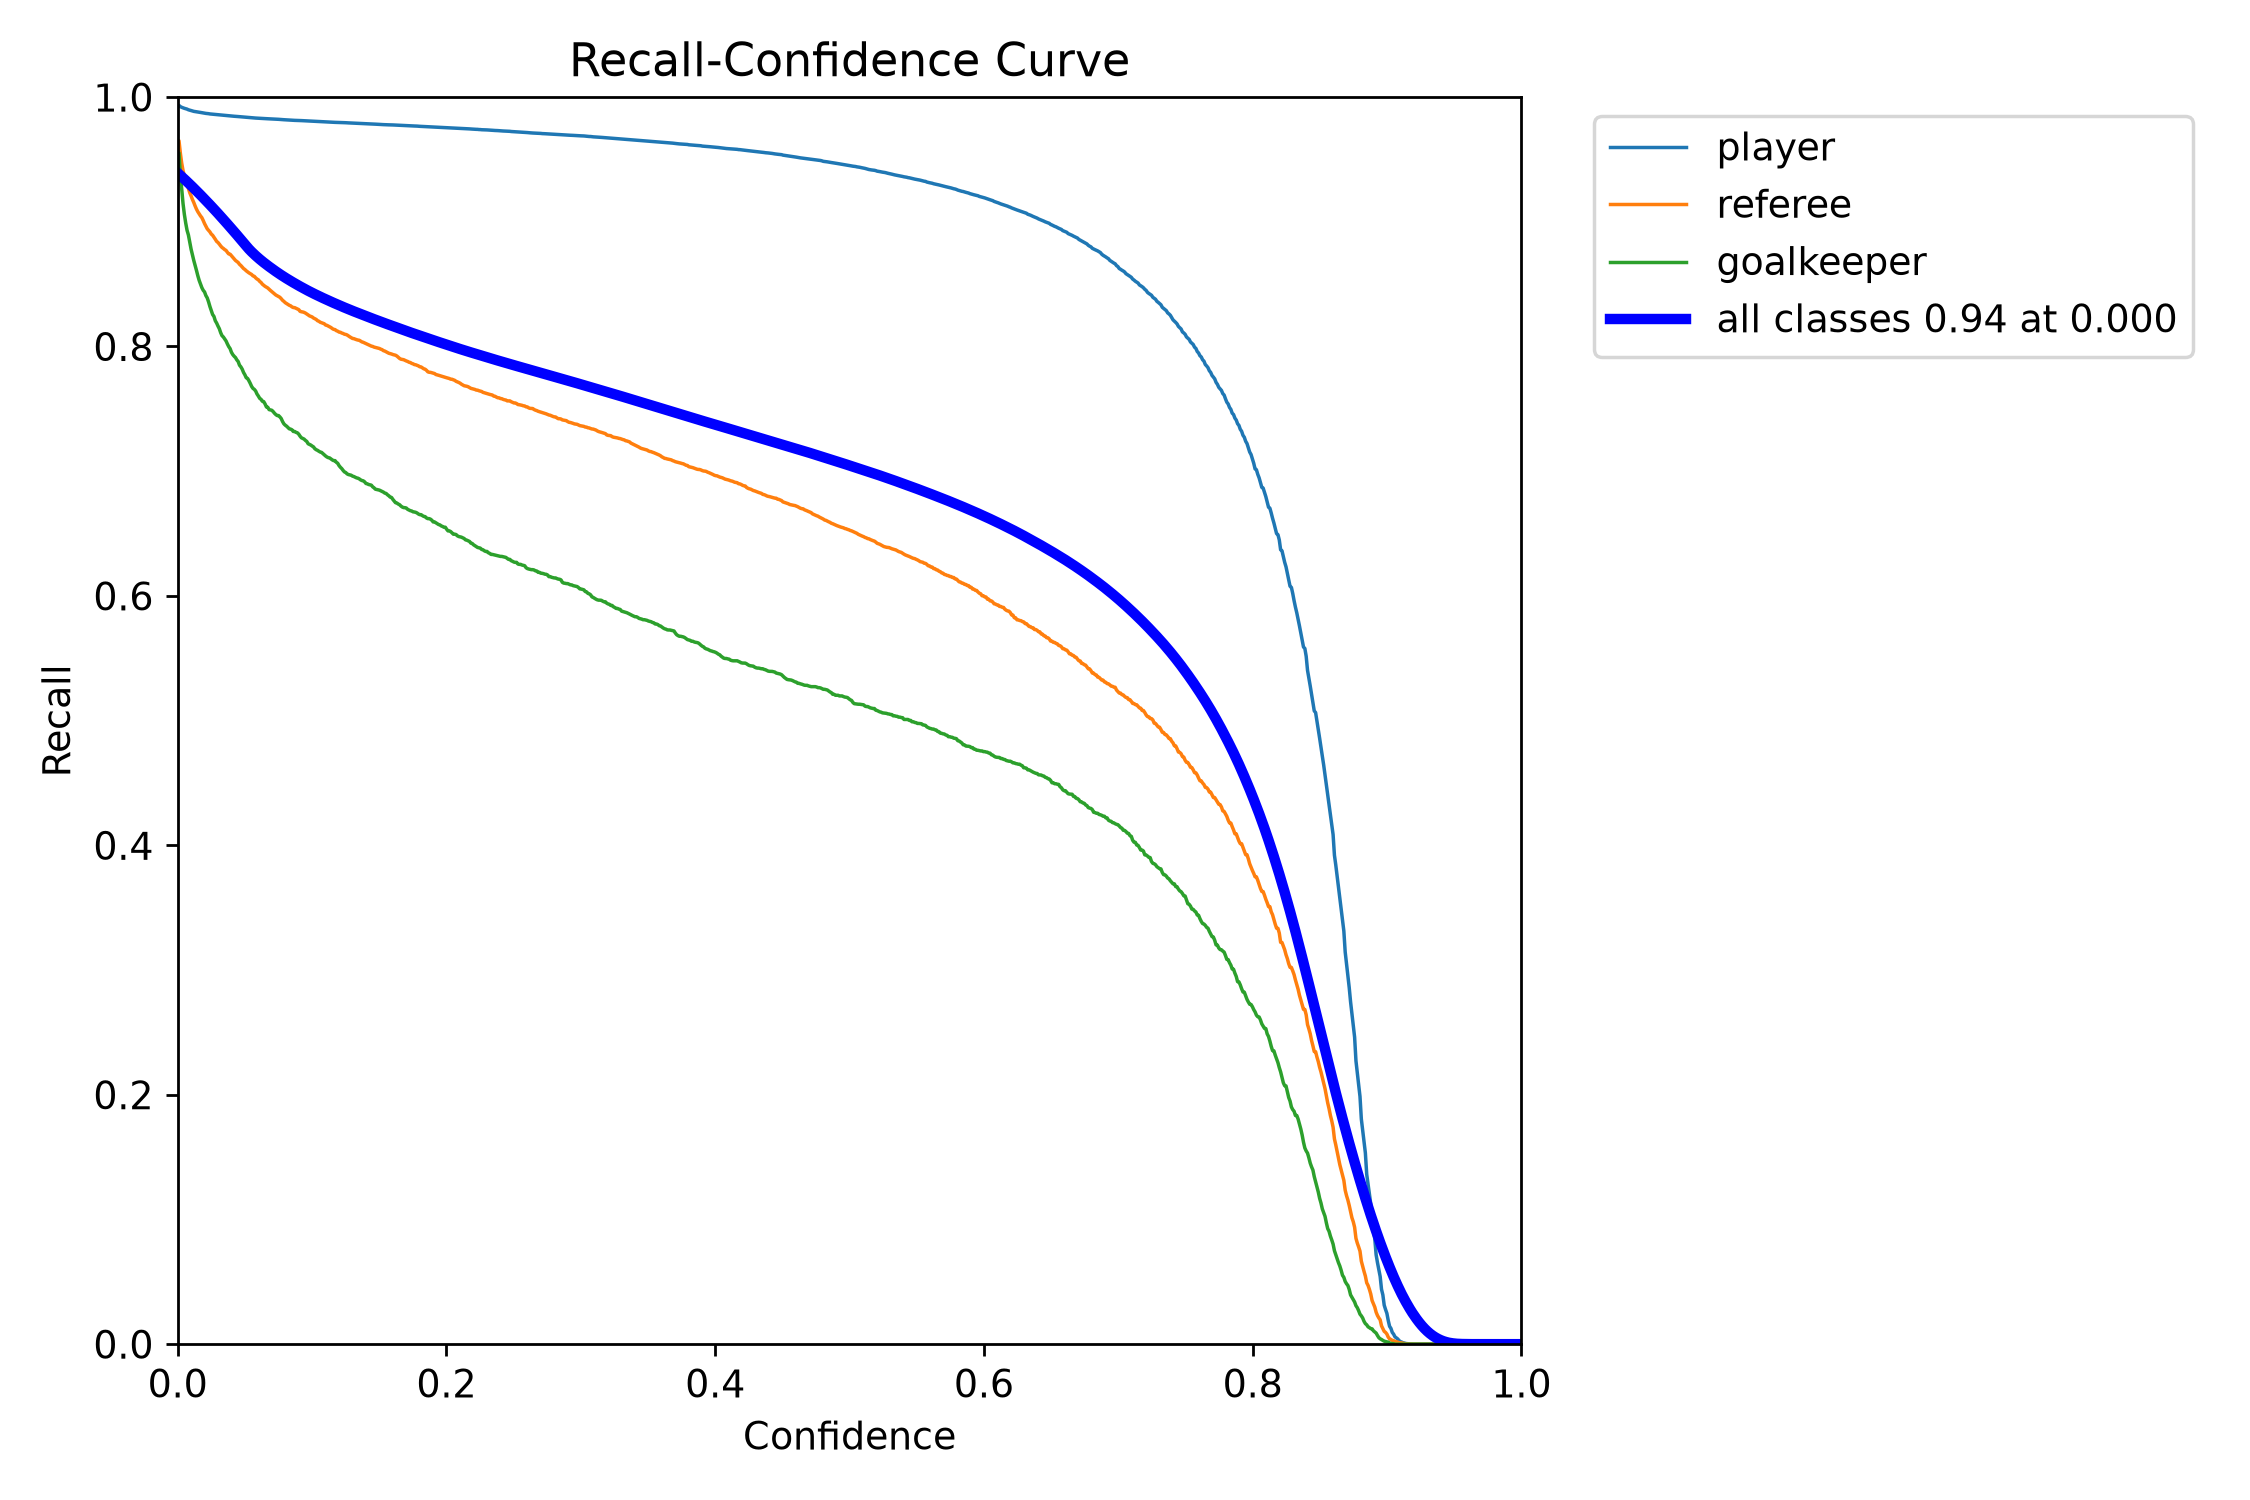 Recall-Confidence Curve
1.0
0.8
0.6
0.4
0.2
0.0
Recall
0.0 0.2 0.4 0.6 0.8 1.0
Confidence
player
referee
goalkeeper
all classes 0.94 at 0.000